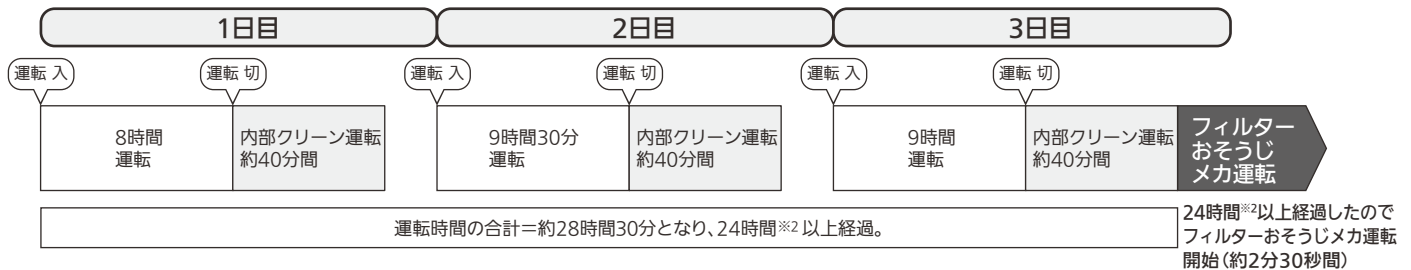 1日目
2日目
3日目
運転 入
運転 切
運転 入
運転 切
運転 入
運転 切
8時間
運転
内部クリーン運転
約40分間
9時間30分
運転
内部クリーン運転
約40分間
9時間
運転
内部クリーン運転
約40分間
フィルター
おそうじ
メカ運転
運転時間の合計＝約28時間30分となり、24時間※2 以上経過。
24時間※2以上経過したので
フィルターおそうじメカ運転
開始（約2分30秒間）